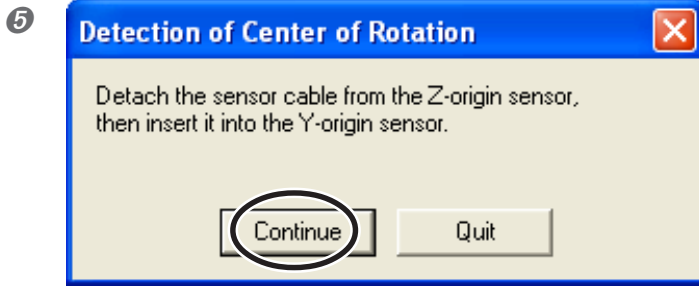 5
Detection of Center of Rotation
Detach the sensor cable from the Z-origin sensor,
then insert it into the Y-origin sensor.
Continue
Quit